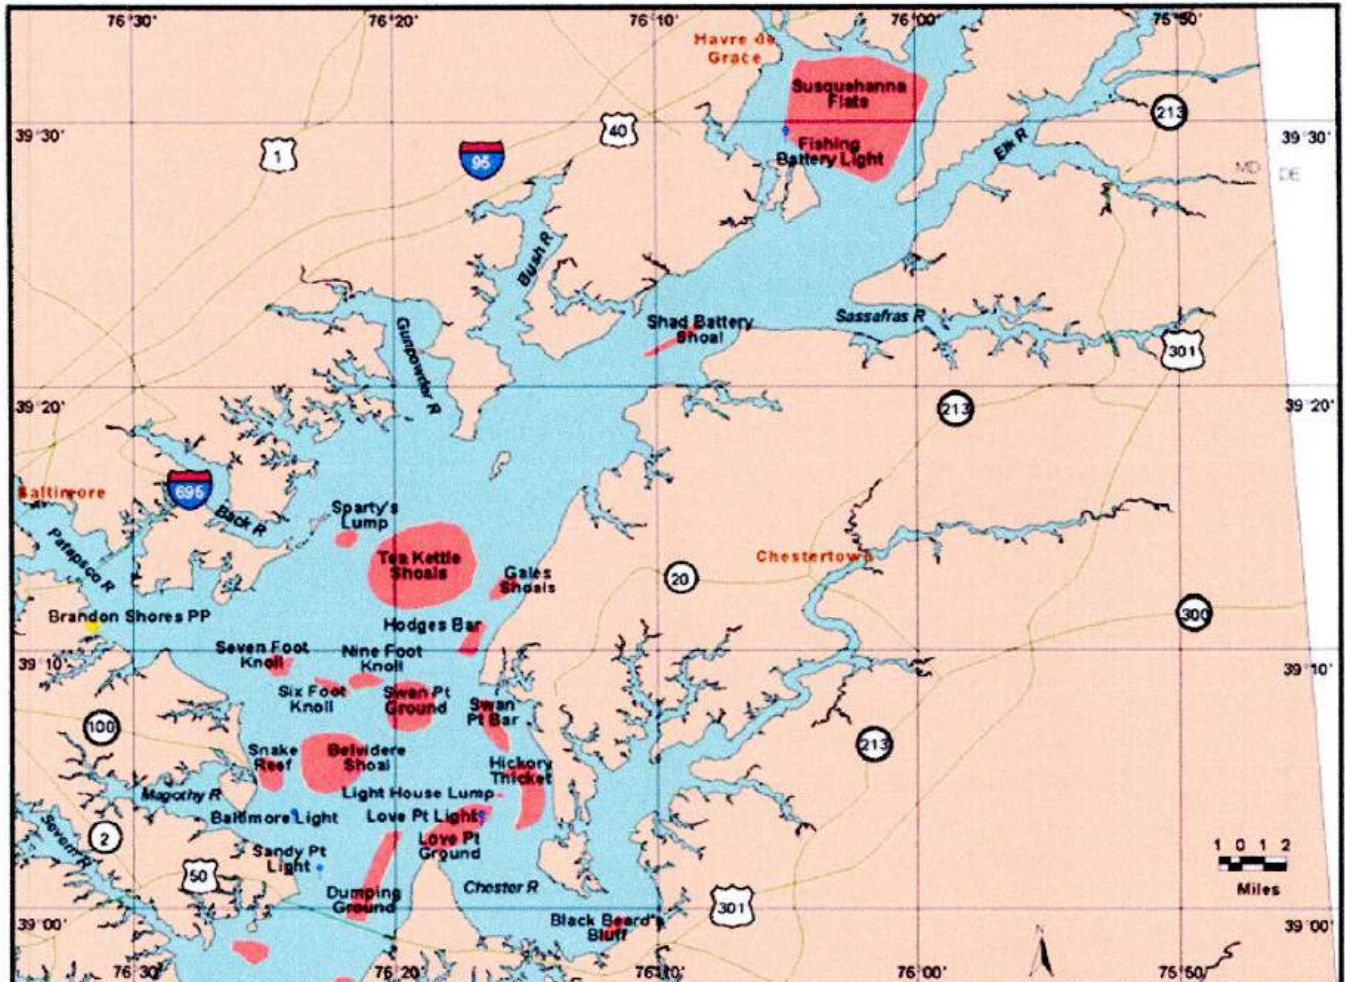 76°30'
76°20'
76°10'
76°00'
75°50'
Havre de
Grace
Susquehanna
Flats
213
40
39°30'
39°30'
1
95
Fishing
Battery Light
Elk R
MD
DE
Bush R
Shad Battery
Shoal
Sassafras R
Gunpowder R
301
39°20'
39°20'
213
695
Baltimore
Sparty's
Lump
Back R
Patapsco R
Tea Kettle
Shoals
Chestertown
Gales
Shoals
20
Brandon Shores PP
Hodges Bar
300
Seven Foot
Knoll
Nine Foot
Knoll
39°10'
39°10'
Six Foot
Knoll
Swan Pt
Ground
Swan
Pt Bar
100
213
Snake
Reef
Belvidere
Shoal
Hickory
Thicket
Magothy R
Light House Lump
Baltimore Light
Love Pt Light
2
Severn R
Love Pt
Ground
Sandy Pt
Light
50
1 0 1 2
Miles
Chester R
Dumping
Ground
301
Black Beard's
Bluff
39°00'
39°00'
N
76°30'
76°20'
76°10'
76°00'
75°50'